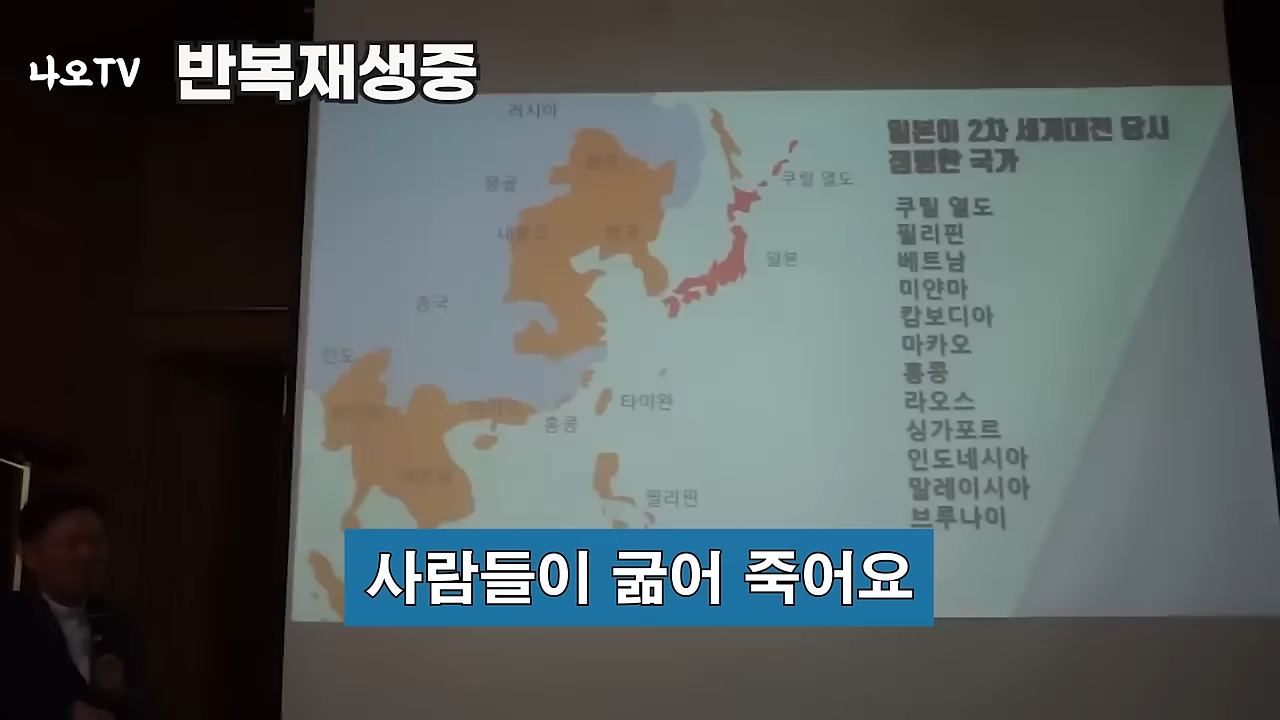 나오TV 반복재생중
러시아
몽골
내몽고
중국
인도
쿠릴 열도
일본
타이완
홍콩
필리핀
일본이 2차 세계대전 당시
점령한 국가
쿠릴 열도
필리핀
베트남
미얀마
캄보디아
마카오
홍콩
라오스
싱가포르
인도네시아
말레이시아
브루나이
사람들이 굶어 죽어요